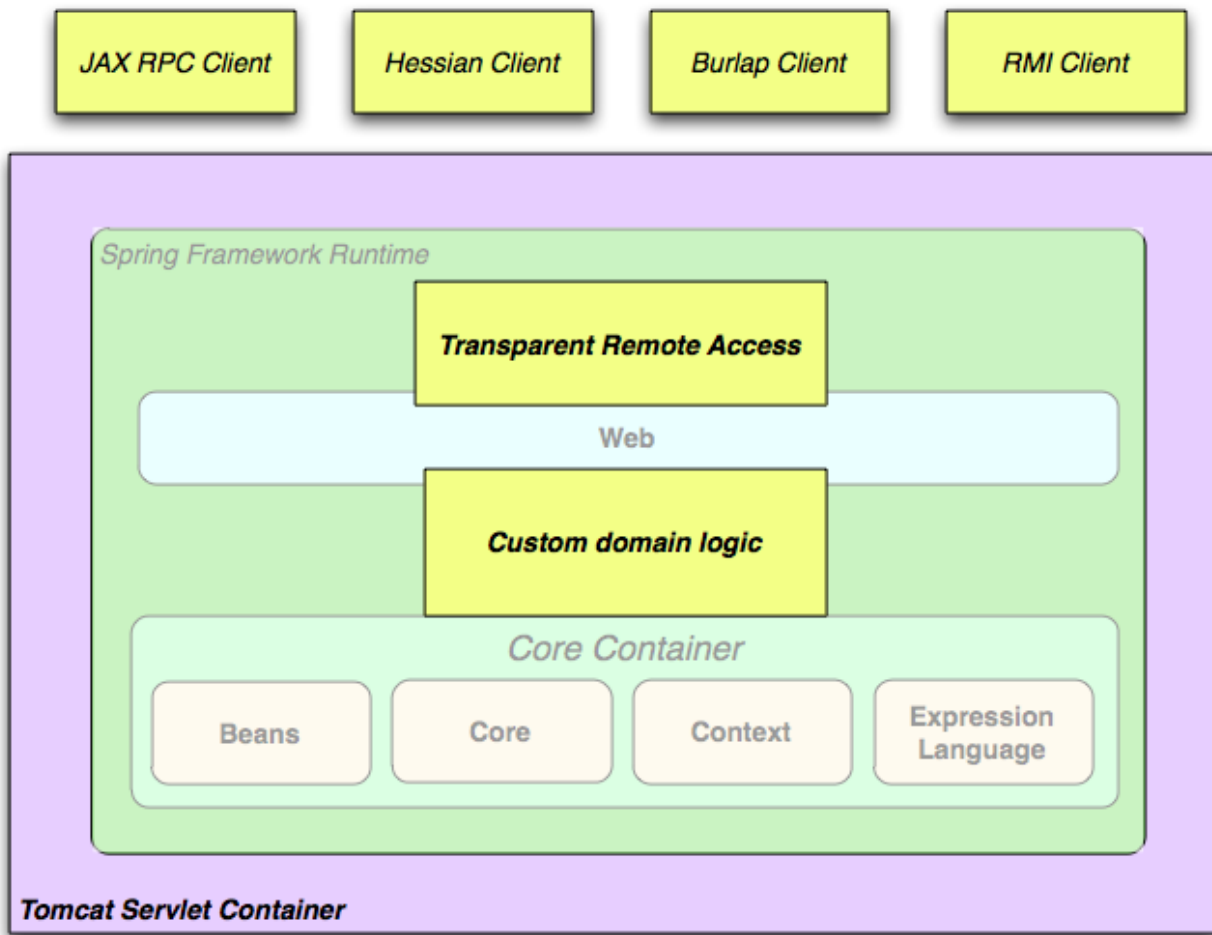 JAX RPC Client
Hessian Client
Burlap Client
RMI Client
Spring Framework Runtime
Transparent Remote Access
Web
Custom domain logic
Core Container
Beans
Core
Context
Expression
Language
Tomcat Servlet Container